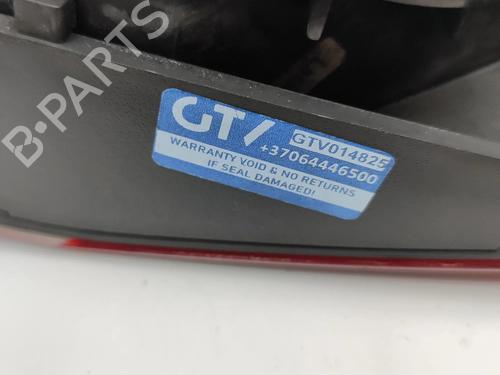 B-PARTS
GTV
GTV014825
+37064446500
WARRANTY VOID & NO RETURNS
IF SEAL DAMAGED!